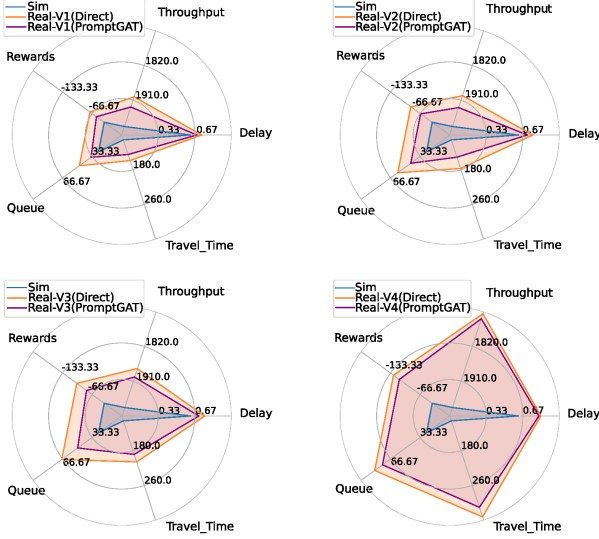 Sim
Real-V1(Direct)
Real-V1(PromptGAT)
Throughput
Rewards
1820.0
-133.33
-66.67
1910.0
0.33
0.67
Delay
33.33
66.67
180.0
Queue
260.0
Travel_Time
Sim
Real-V2(Direct)
Real-V2(PromptGAT)
Throughput
Rewards
1820.0
-133.33
-66.67
1910.0
0.33
0.67
Delay
33.33
66.67
180.0
Queue
260.0
Travel_Time
Sim
Real-V3(Direct)
Real-V3(PromptGAT)
Throughput
Rewards
1820.0
-133.33
-66.67
1910.0
0.33
0.67
Delay
33.33
66.67
180.0
Queue
260.0
Travel_Time
Sim
Real-V4(Direct)
Real-V4(PromptGAT)
Throughput
Rewards
1820.0
-133.33
-66.67
1910.0
0.33
0.67
Delay
33.33
66.67
180.0
Queue
260.0
Travel_Time